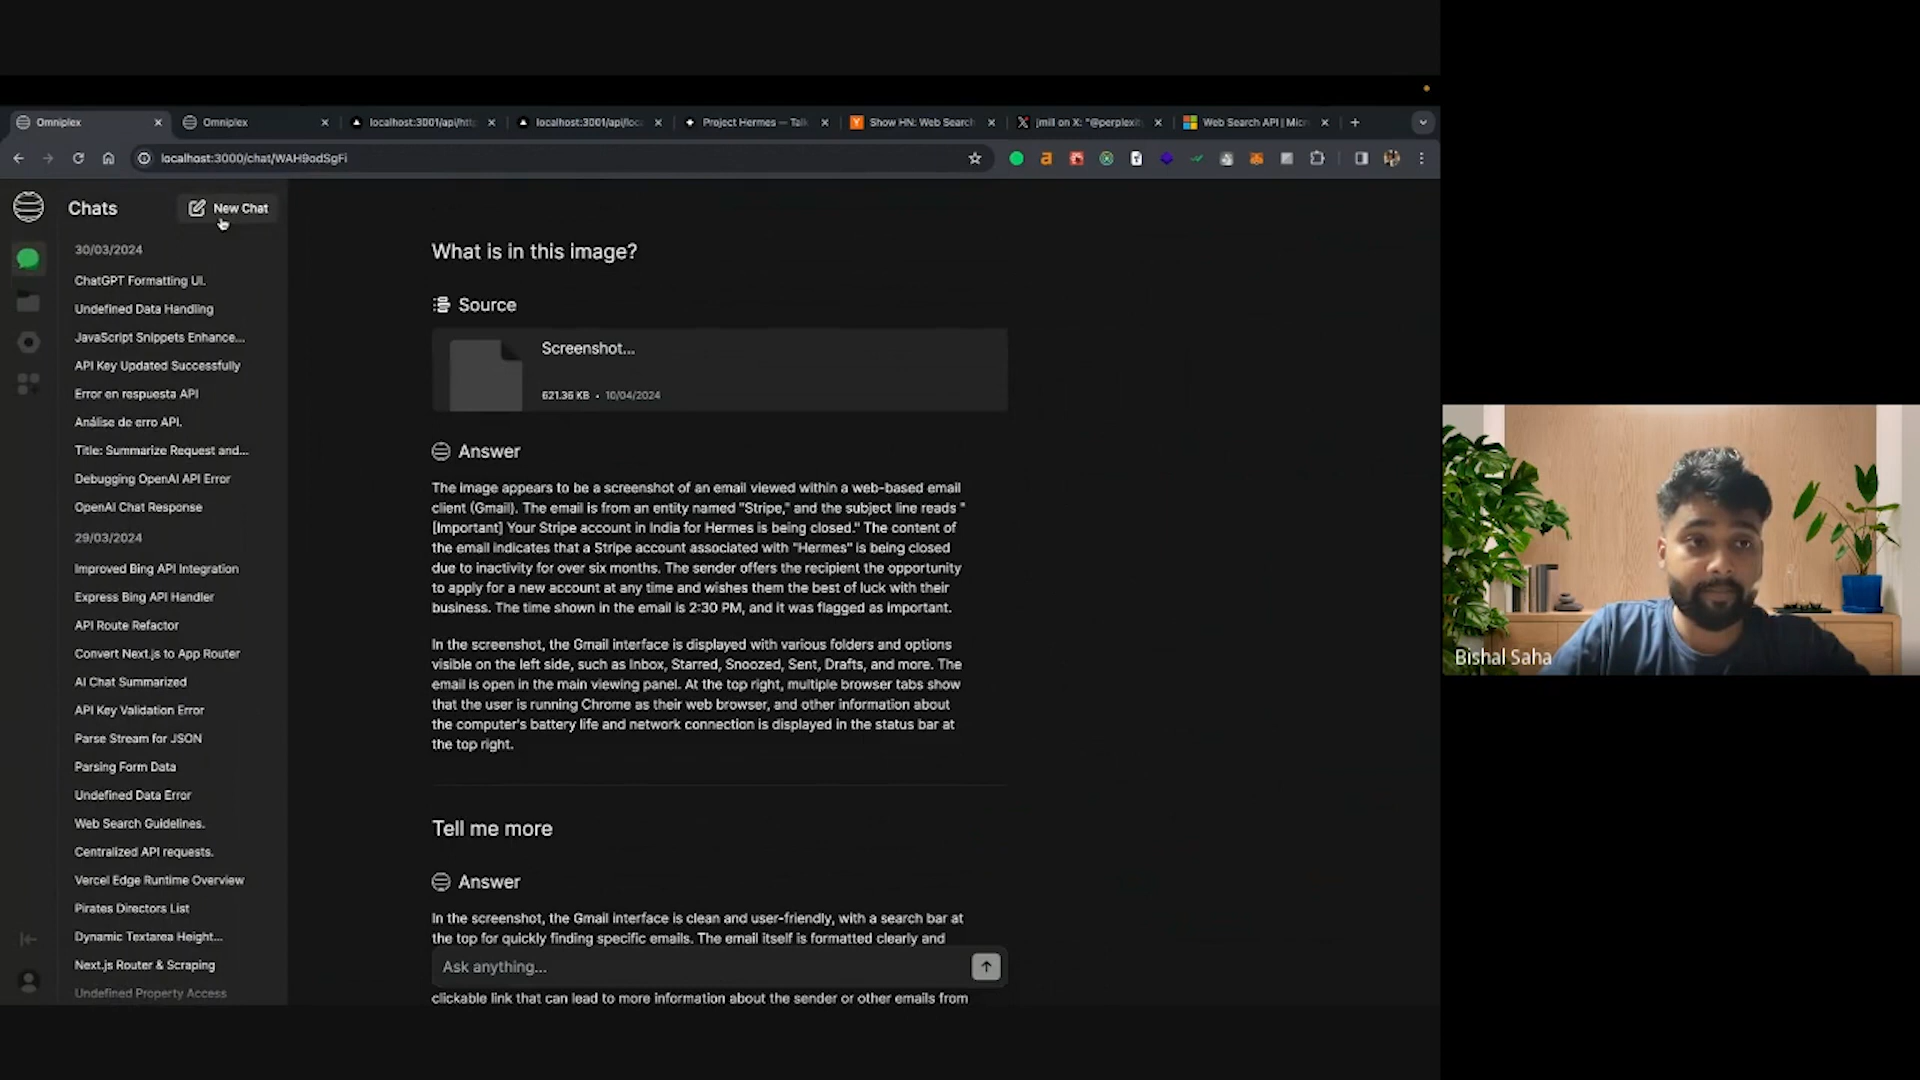 Omniplex
Omniplex
localhost:3001/api/htt
localhost:3001/api/loc
Project Hermes — Talk
Show HN: Web Search
jmill on X: "@perplexity
Web Search API | Micr
localhost:3000/chat/WAH9odSgFi
Chats
New Chat
30/03/2024
ChatGPT Formatting UI.
Undefined Data Handling
JavaScript Snippets Enhance...
API Key Updated Successfully
Error en respuesta API
Análise de erro API.
Title: Summarize Request and...
Debugging OpenAI API Error
OpenAI Chat Response
29/03/2024
Improved Bing API Integration
Express Bing API Handler
API Route Refactor
Convert Next.js to App Router
AI Chat Summarized
API Key Validation Error
Parse Stream for JSON
Parsing Form Data
Undefined Data Error
Web Search Guidelines.
Centralized API requests.
Vercel Edge Runtime Overview
Pirates Directors List
Dynamic Textarea Height...
Next.js Router & Scraping
Undefined Property Access
What is in this image?
Source
Screenshot...
621.36 KB • 10/04/2024
Answer
The image appears to be a screenshot of an email viewed within a web-based email
client (Gmail). The email is from an entity named "Stripe," and the subject line reads "
[Important] Your Stripe account in India for Hermes is being closed." The content of
the email indicates that a Stripe account associated with "Hermes" is being closed
due to inactivity for over six months. The sender offers the recipient the opportunity
to apply for a new account at any time and wishes them the best of luck with their
business. The time shown in the email is 2:30 PM, and it was flagged as important.
In the screenshot, the Gmail interface is displayed with various folders and options
visible on the left side, such as Inbox, Starred, Snoozed, Sent, Drafts, and more. The
email is open in the main viewing panel. At the top right, multiple browser tabs show
that the user is running Chrome as their web browser, and other information about
the computer's battery life and network connection is displayed in the status bar at
the top right.
Tell me more
Answer
In the screenshot, the Gmail interface is clean and user-friendly, with a search bar at
the top for quickly finding specific emails. The email itself is formatted clearly and
Ask anything...
clickable link that can lead to more information about the sender or other emails from
Bishal Saha